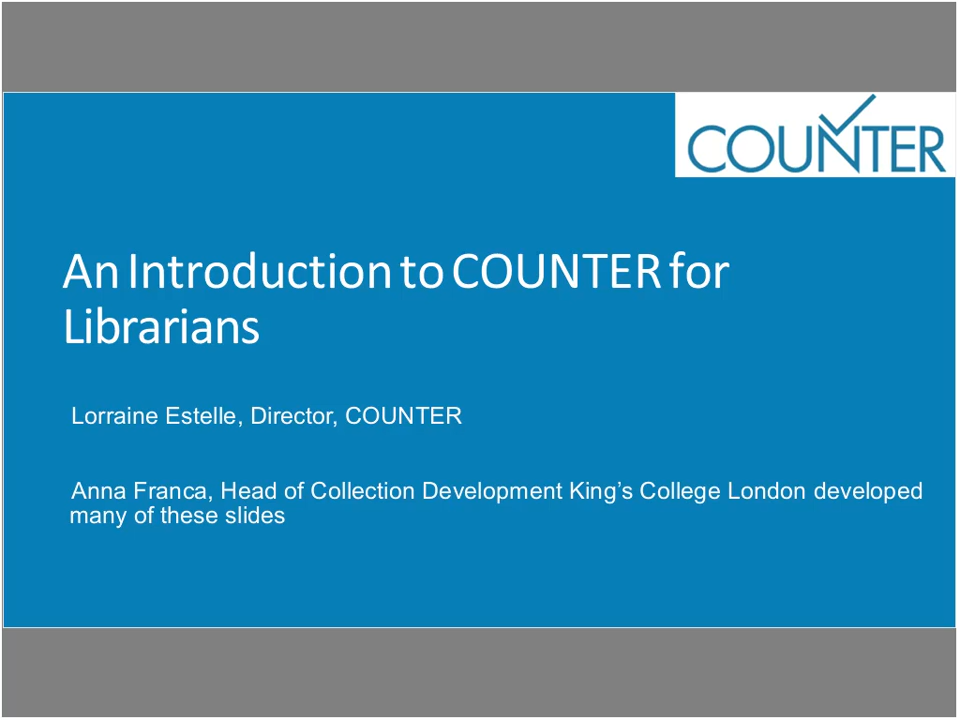 COUNTER
An Introduction to COUNTER for
Librarians
Lorraine Estelle, Director, COUNTER
Anna Franca, Head of Collection Development King’s College London developed
many of these slides